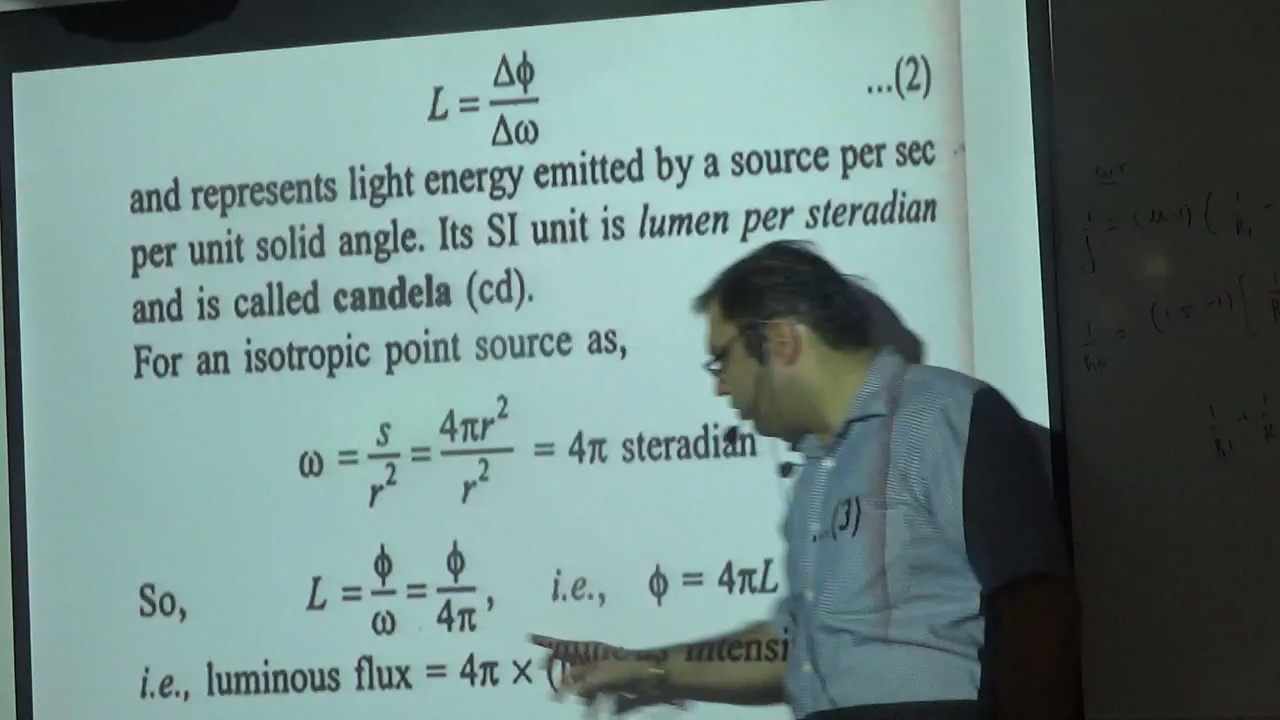 L = Δϕ/Δω ...(2)
and represents light energy emitted by a source per sec
per unit solid angle. Its SI unit is lumen per steradian
and is called candela (cd).
For an isotropic point source as,
ω = s/r² = 4πr²/r² = 4π steradian
...(3)
So, L = ϕ/ω = ϕ/4π, i.e., ϕ = 4πL
i.e., luminous flux = 4π × (